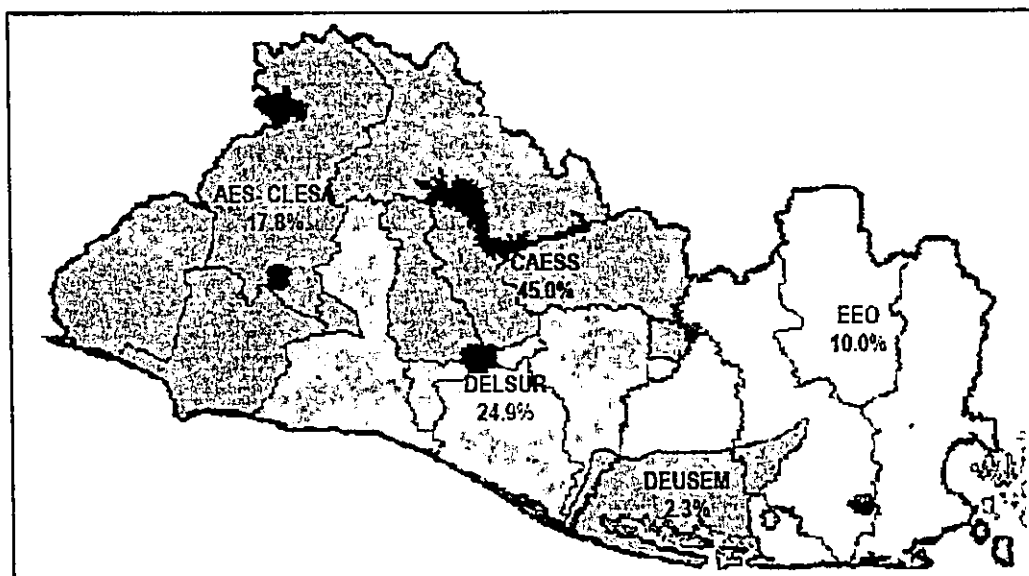 AES- CLESA
17.8%
CAESS
45.0%
EEO
10.0%
DELSUR
24.9%
DEUSEM
2.3%